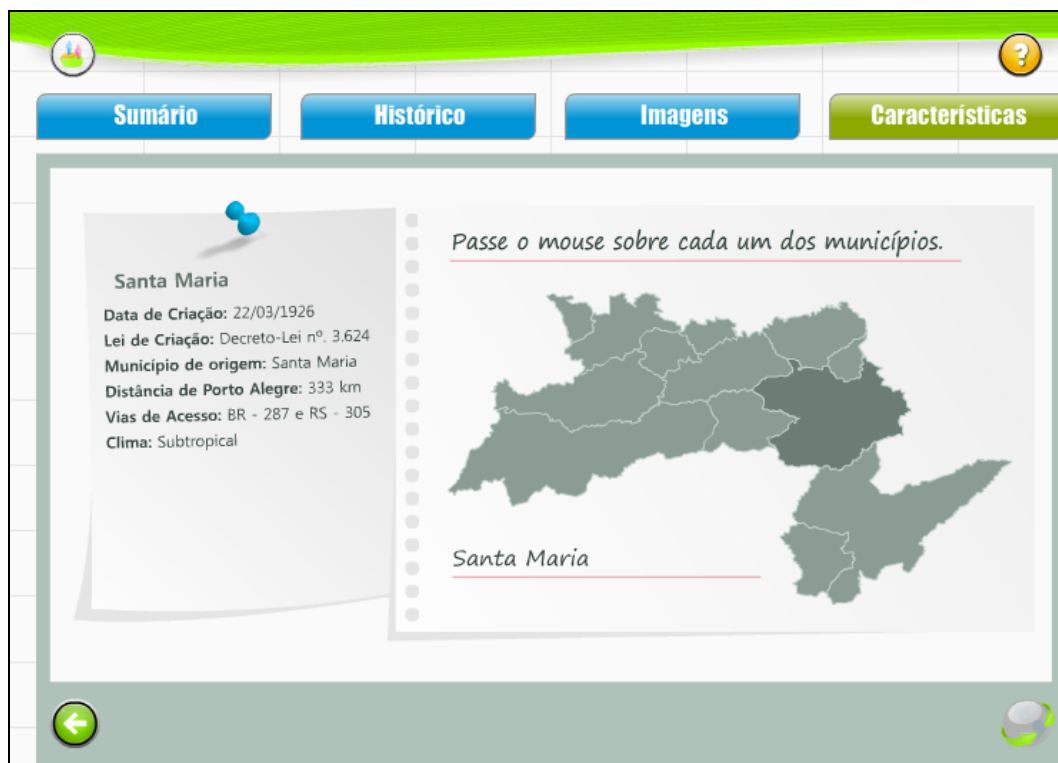 ?
Sumário
Histórico
Imagens
Características
Santa Maria
Data de Criação: 22/03/1926
Lei de Criação: Decreto-Lei nº. 3.624
Município de origem: Santa Maria
Distância de Porto Alegre: 333 km
Vias de Acesso: BR - 287 e RS - 305
Clima: Subtropical
Passe o mouse sobre cada um dos municípios.
Santa Maria